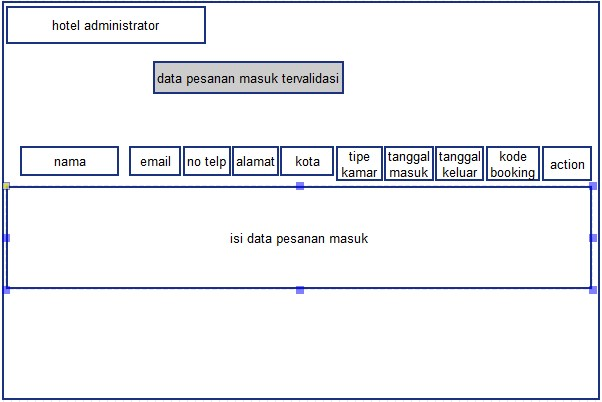 hotel administrator
data pesanan masuk tervalidasi
nama email no telp alamat kota tipe kamar tanggal masuk tanggal keluar kode booking action
isi data pesanan masuk